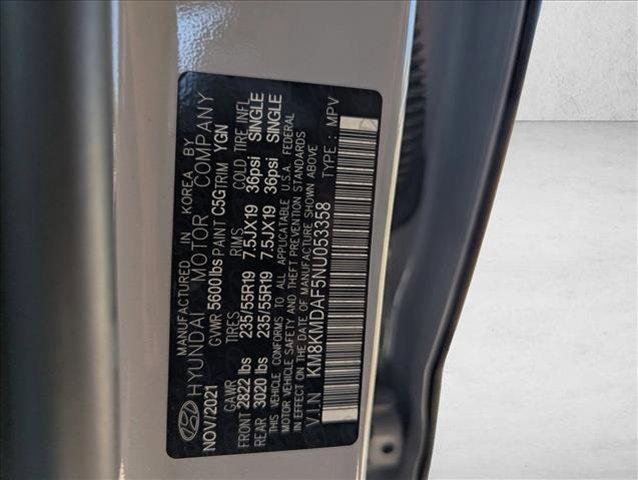 MANUFACTURED IN KOREA BY
HYUNDAI MOTOR COMPANY
NOV/2021 GVWR 5600lbs PAINT C5G TRIM YGN
GAWR TIRES RIMS COLD TIRE INFL
FRONT 2822 lbs 235/55R19 7.5JX19 36psi SINGLE
REAR 3020 lbs 235/55R19 7.5JX19 36psi SINGLE
THIS VEHICLE CONFORMS TO ALL APPLICABLE U.S.A. FEDERAL
MOTOR VEHICLE SAFETY AND THEFT PREVENTION STANDARDS
IN EFFECT ON THE DATE OF MANUFACTURE SHOWN ABOVE
V.I.N KM8KMDAF5NU053358 TYPE : MPV